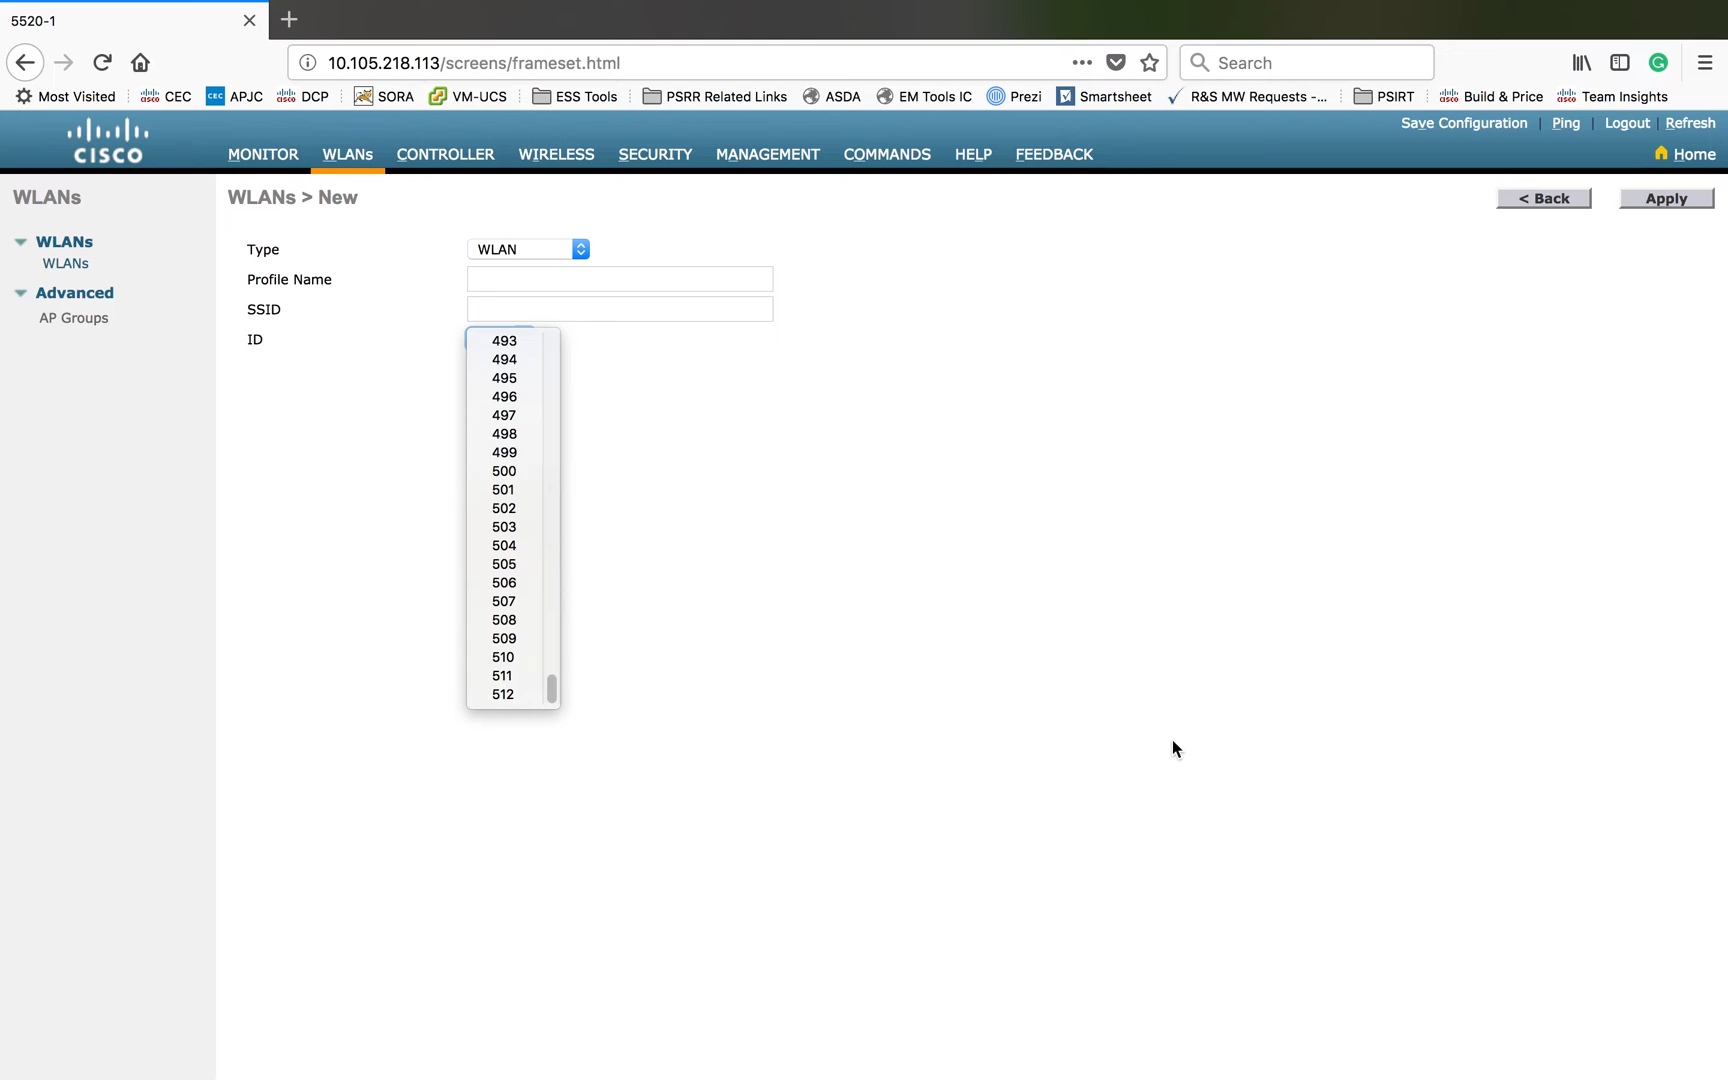 5520-1
10.105.218.113/screens/frameset.html
Search
Most Visited CEC CEC APJC DCP SORA VM-UCS ESS Tools PSRR Related Links ASDA EM Tools IC Prezi Smartsheet R&S MW Requests -... PSIRT Build & Price Team Insights
Save Configuration | Ping | Logout | Refresh
CISCO
MONITOR WLANs CONTROLLER WIRELESS SECURITY MANAGEMENT COMMANDS HELP FEEDBACK
Home
WLANs
WLANs
WLANs
Advanced
AP Groups
WLANs > New
< Back
Apply
Type WLAN
Profile Name
SSID
ID
493
494
495
496
497
498
499
500
501
502
503
504
505
506
507
508
509
510
511
512